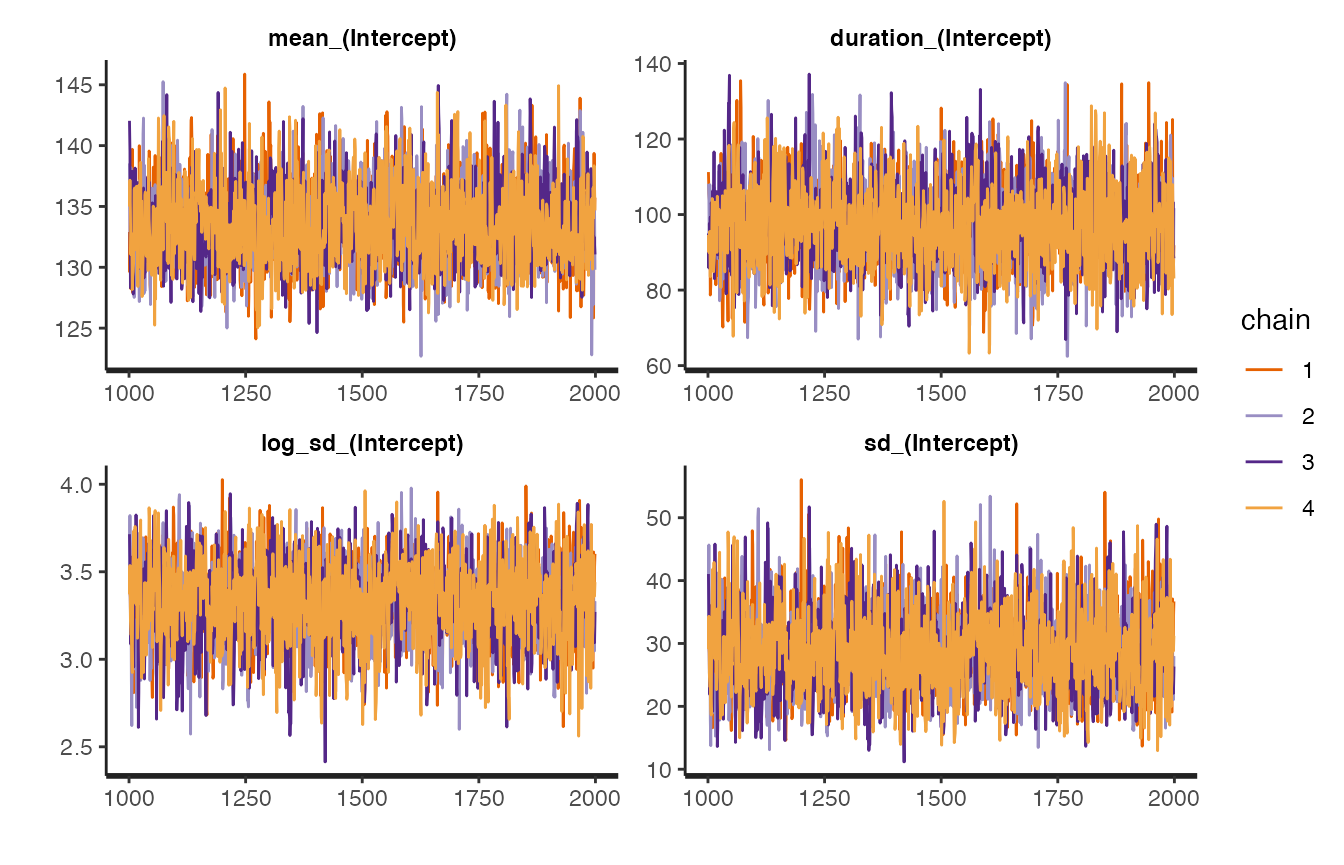 mean_(Intercept)
145
140
135
130
125
1000 1250 1500 1750 2000
duration_(Intercept)
140
120
100
80
60
1000 1250 1500 1750 2000
log_sd_(Intercept)
4.0
3.5
3.0
2.5
1000 1250 1500 1750 2000
sd_(Intercept)
50
40
30
20
10
1000 1250 1500 1750 2000
chain
1
2
3
4